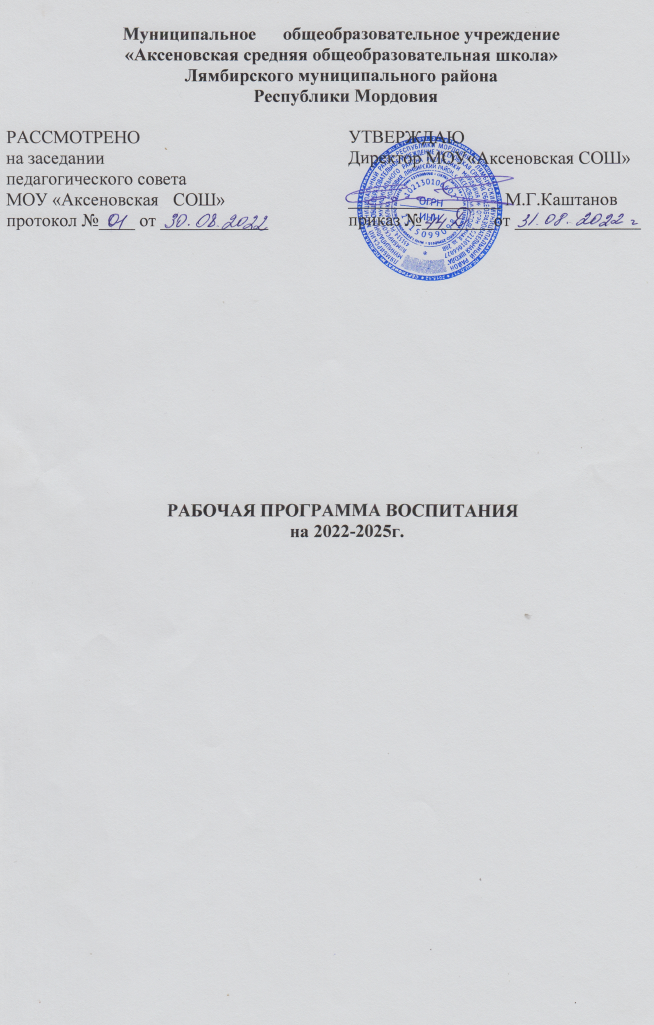 Муниципальное общеобразовательное учреждение
«Аксеновская средняя общеобразовательная школа»
Лямбирского муниципального района
Республики Мордовия
РАССМОТРЕНО
на заседании
педагогического совета
МОУ «Аксеновская СОШ»
протокол № 01 от 30.08.2022
УТВЕРЖДАЮ
Директор МОУ «Аксеновская СОШ»
М.Г.Каштанов
приказ № от 31.08.2022 г
ОГРН
ИНН
РАБОЧАЯ ПРОГРАММА ВОСПИТАНИЯ
на 2022-2025г.